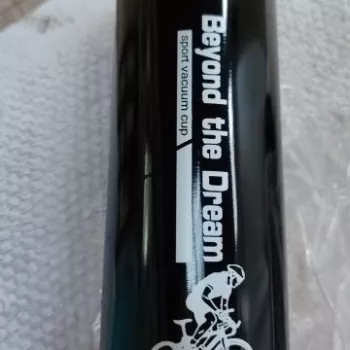 Beyond the Dream
sport vacuum cup